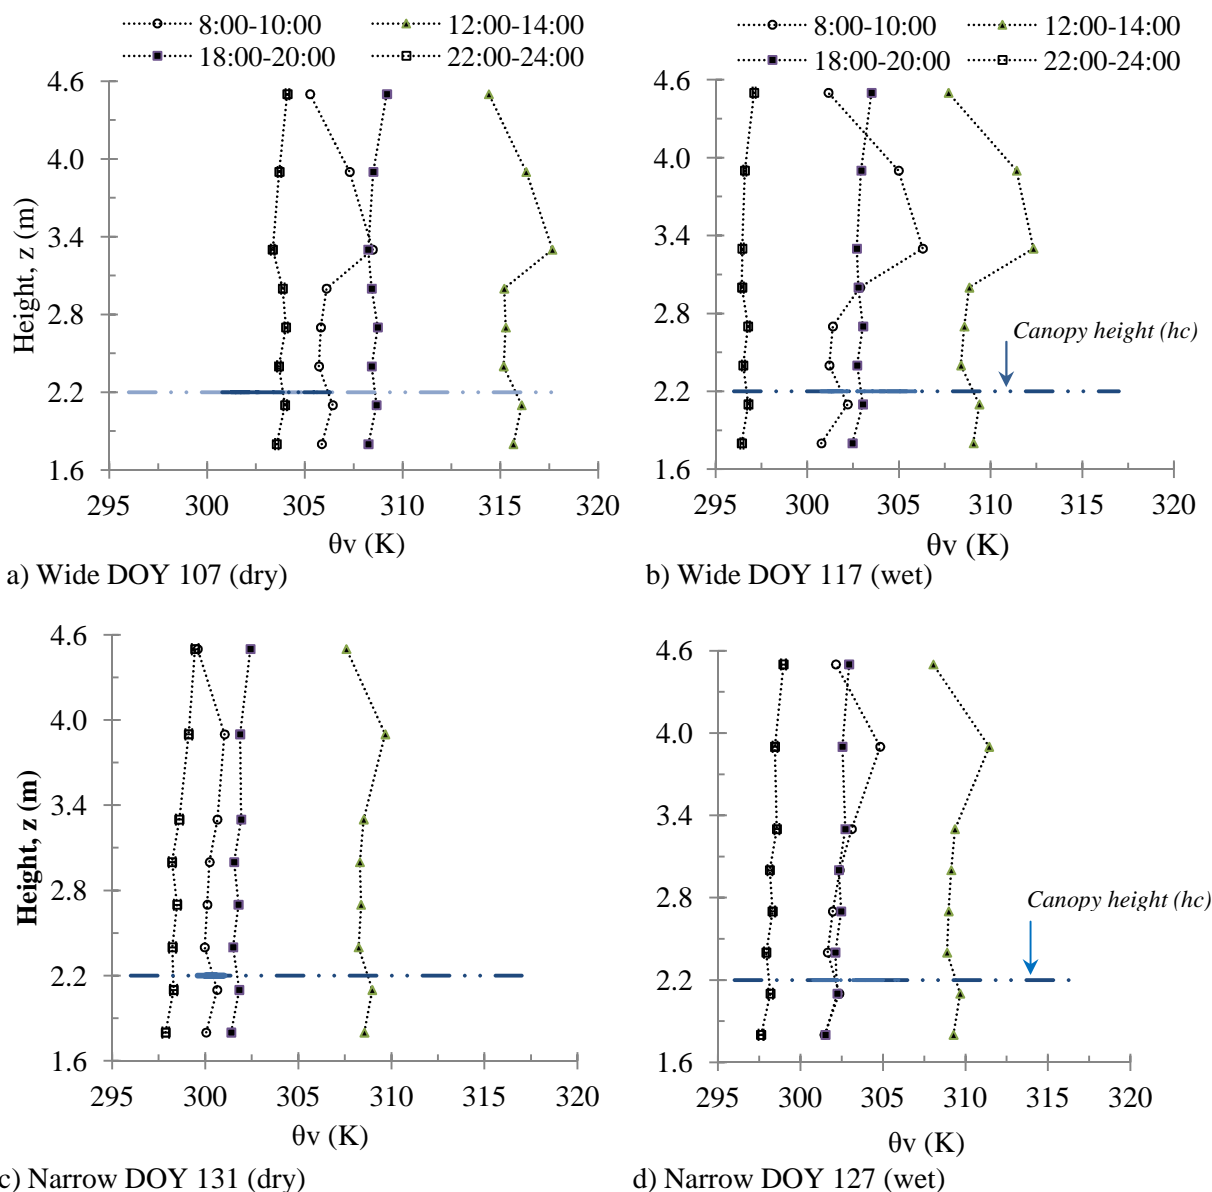 8:00-10:00 12:00-14:00
18:00-20:00 22:00-24:00
4.6
4.0
3.4
2.8
2.2
1.6
Height, z (m)
295 300 305 310 315 320
θv (K)
a) Wide DOY 107 (dry)
8:00-10:00 12:00-14:00
18:00-20:00 22:00-24:00
4.6
4.0
3.4
2.8
2.2
1.6
Canopy height (hc)
295 300 305 310 315 320
θv (K)
b) Wide DOY 117 (wet)
4.6
4.0
3.4
2.8
2.2
1.6
Height, z (m)
295 300 305 310 315 320
θv (K)
c) Narrow DOY 131 (dry)
4.6
4.0
3.4
2.8
2.2
1.6
Canopy height (hc)
295 300 305 310 315 320
θv (K)
d) Narrow DOY 127 (wet)